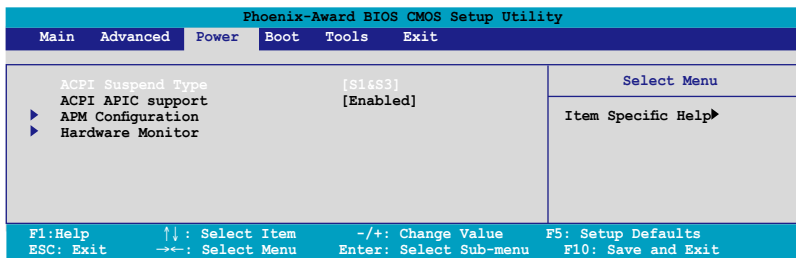 Phoenix-Award BIOS CMOS Setup Utility
Main Advanced Power Boot Tools Exit
ACPI Suspend Type [S1&S3]
ACPI APIC support [Enabled]
APM Configuration
Hardware Monitor
Select Menu
Item Specific Help
F1:Help ↑↓: Select Item -/+: Change Value F5: Setup Defaults
ESC: Exit →←: Select Menu Enter: Select Sub-menu F10: Save and Exit